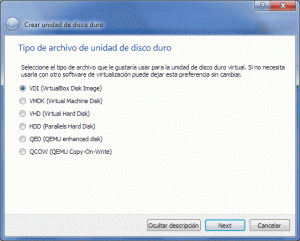 Crear unidad de disco duro
Tipo de archivo de unidad de disco duro
Seleccione el tipo de archivo que le gustaría usar para la unidad de disco duro virtual. Si no necesita
usarla con otro software de virtualización puede dejar esta preferencia sin cambiar.
VDI (VirtualBox Disk Image)
VMDK (Virtual Machine Disk)
VHD (Virtual Hard Disk)
HDD (Parallels Hard Disk)
QED (QEMU enhanced disk)
QCOW (QEMU Copy-On-Write)
Ocultar descripción Next Cancelar